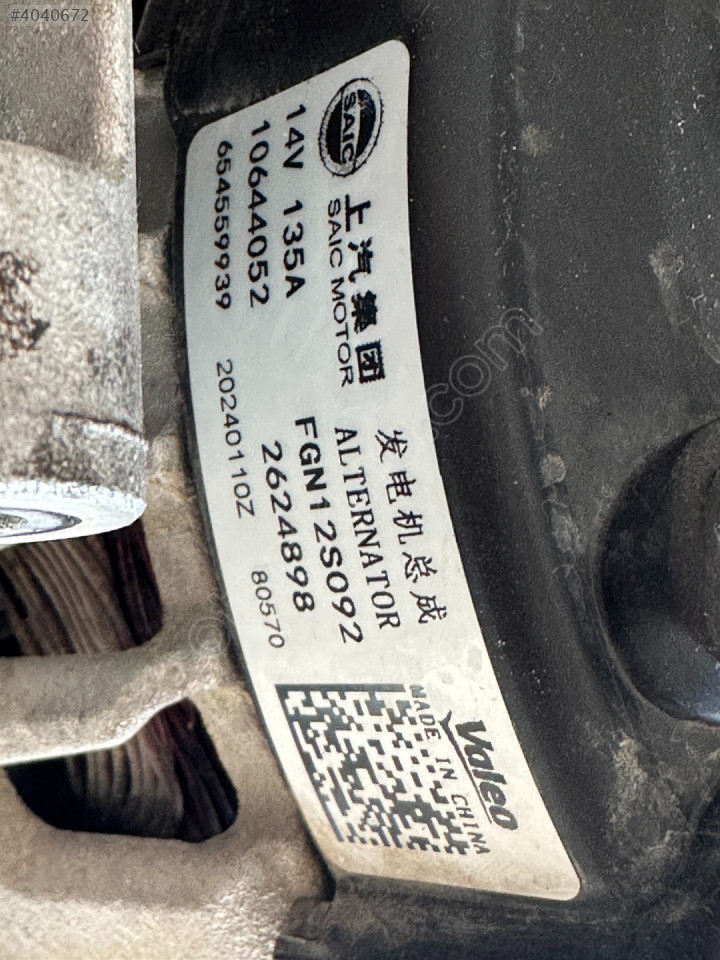 #4040672
SAIC
上汽集团
SAIC MOTOR
14V 135A
10644052
654559939
发电机总成
ALTERNATOR
FGN12S092
2624898
20240110Z
80570
Valeo
MADE IN CHINA
.com